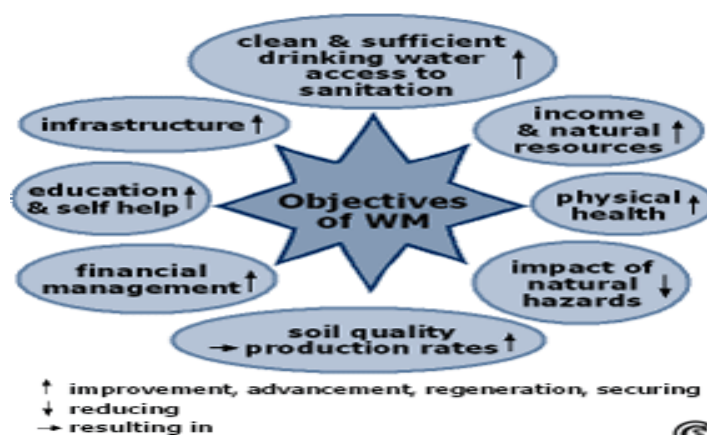 clean & sufficient
drinking water ↑
access to
sanitation
infrastructure ↑
income
& natural ↑
resources
education ↑
& self help
Objectives
of WM
physical
health ↑
financial
management ↑
impact of
natural
hazards ↓
soil quality
→ production rates ↑
↑ improvement, advancement, regeneration, securing
↓ reducing
→ resulting in